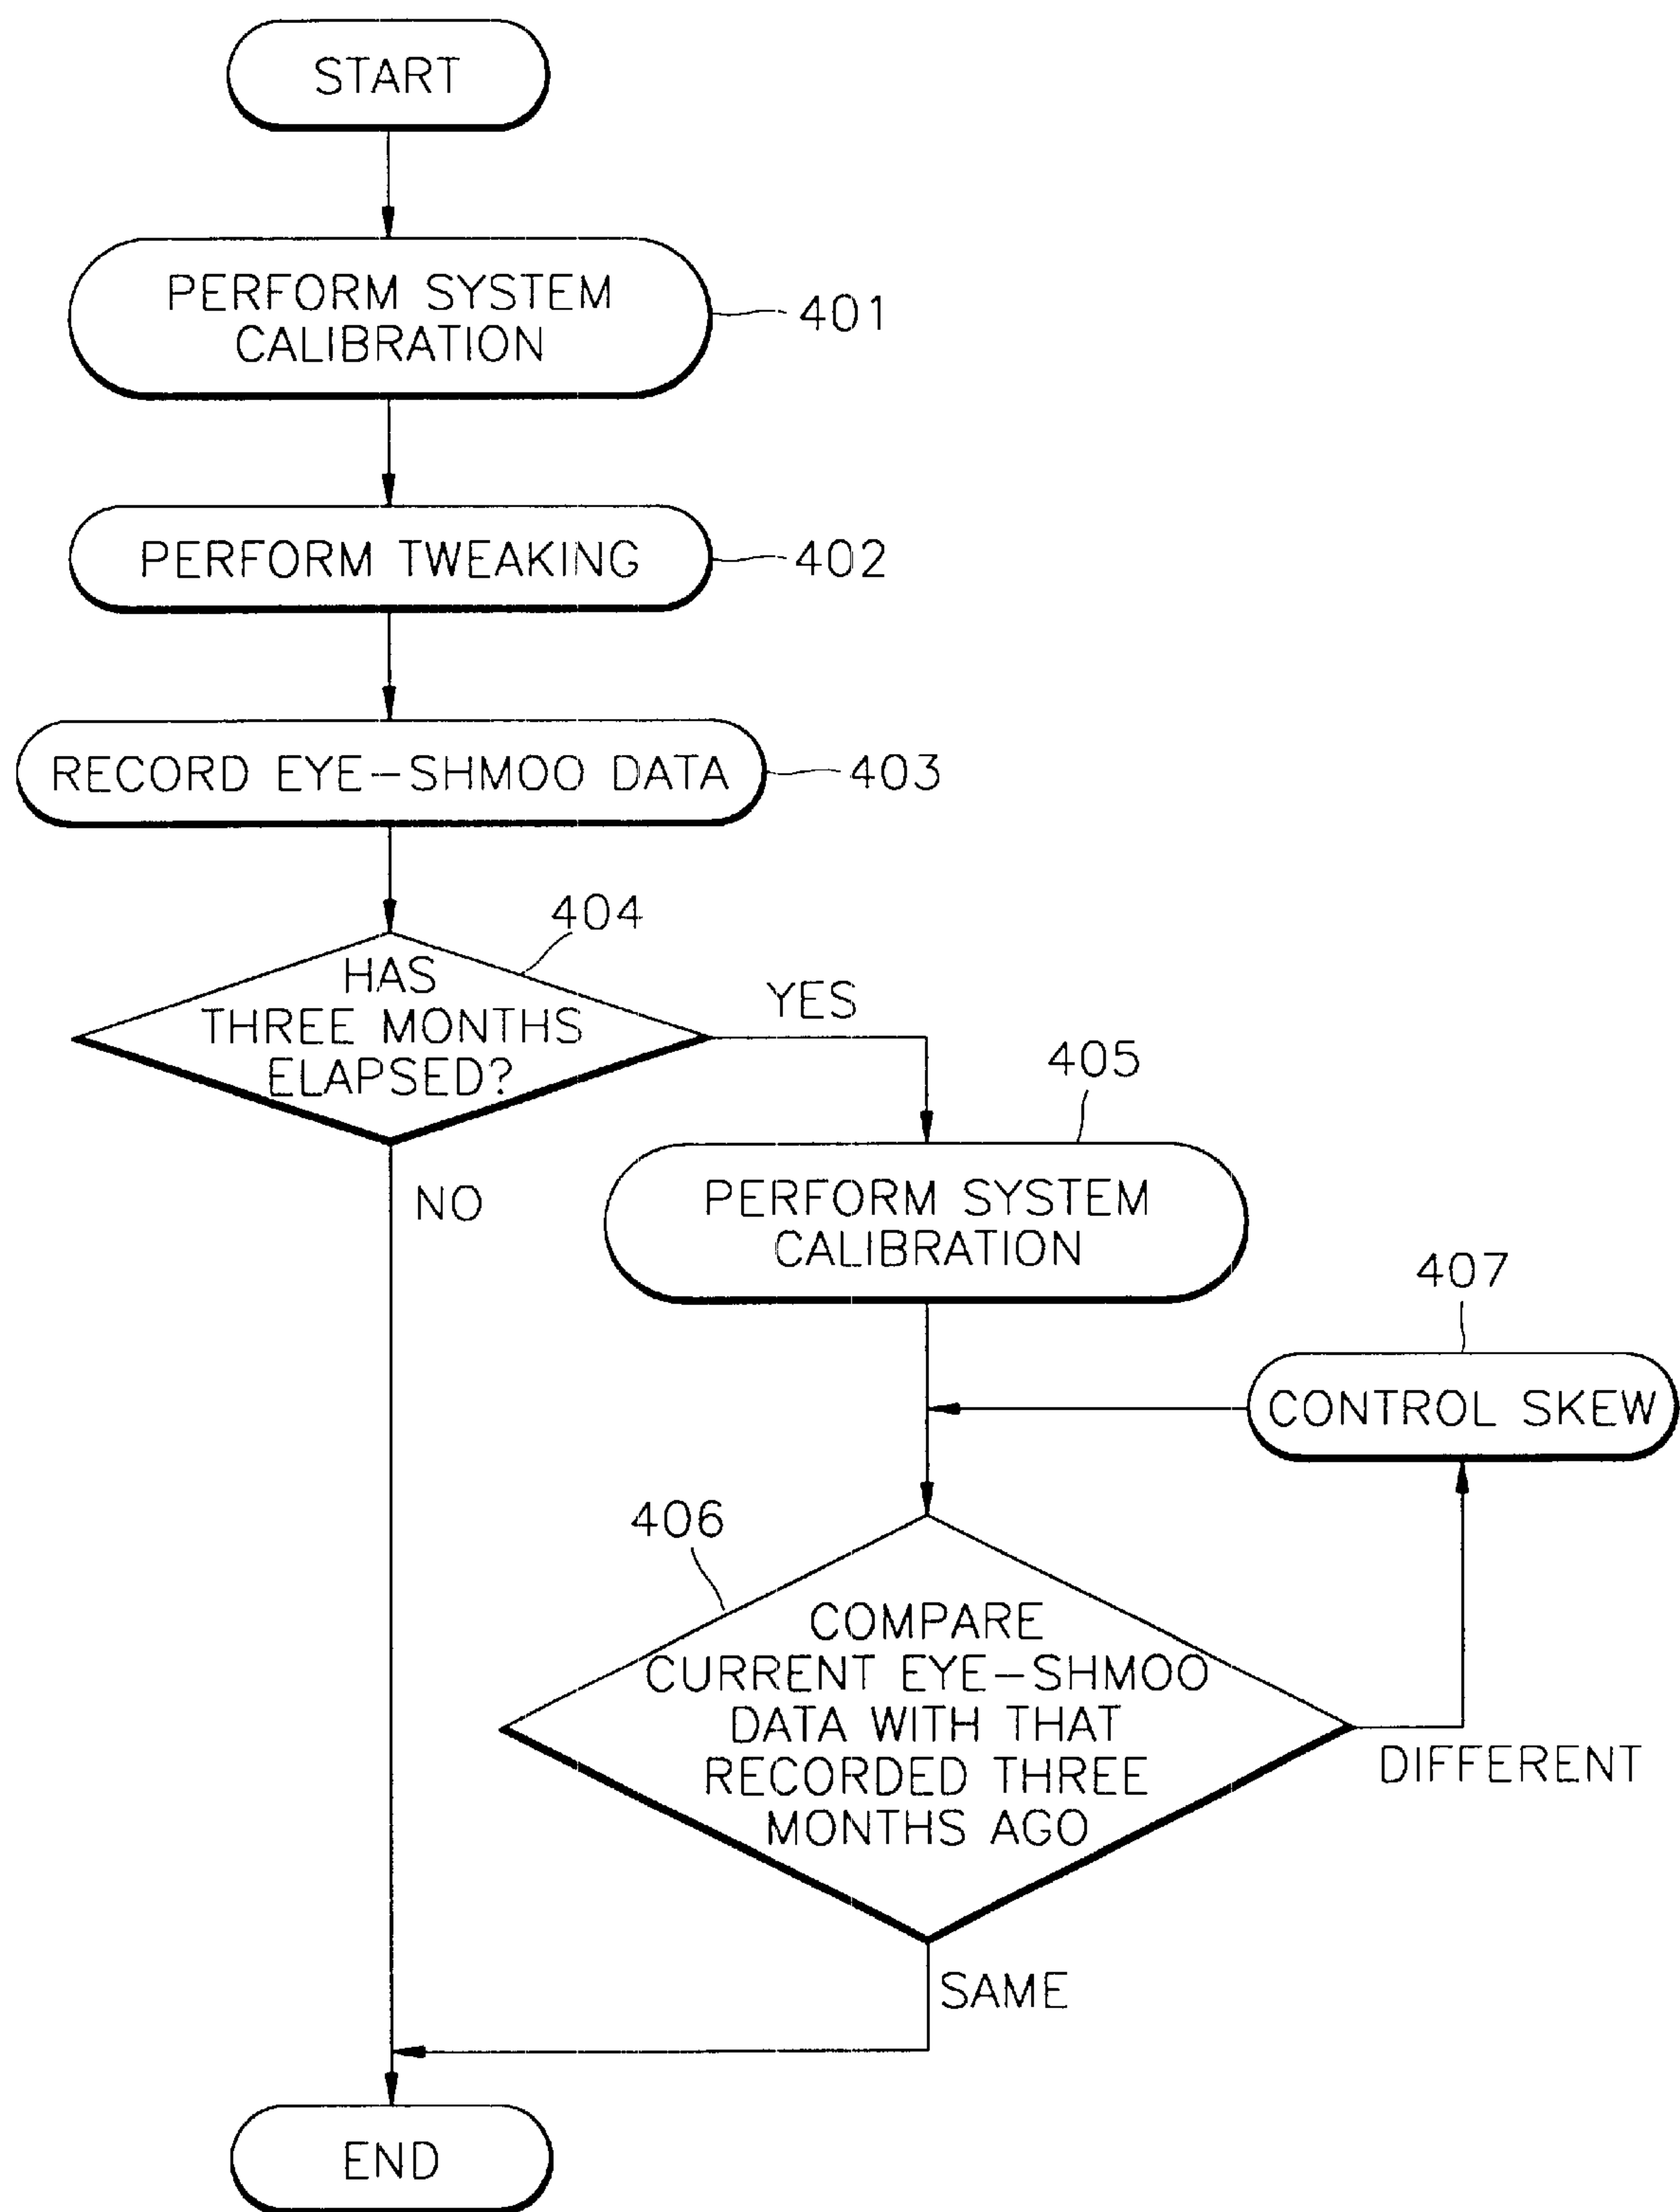 START
PERFORM SYSTEM
CALIBRATION
401
PERFORM TWEAKING
402
RECORD EYE-SHMOO DATA
403
404
HAS
THREE MONTHS
ELAPSED?
YES
NO
405
PERFORM SYSTEM
CALIBRATION
407
CONTROL SKEW
406
COMPARE
CURRENT EYE-SHMOO
DATA WITH THAT
RECORDED THREE
MONTHS AGO
DIFFERENT
SAME
END